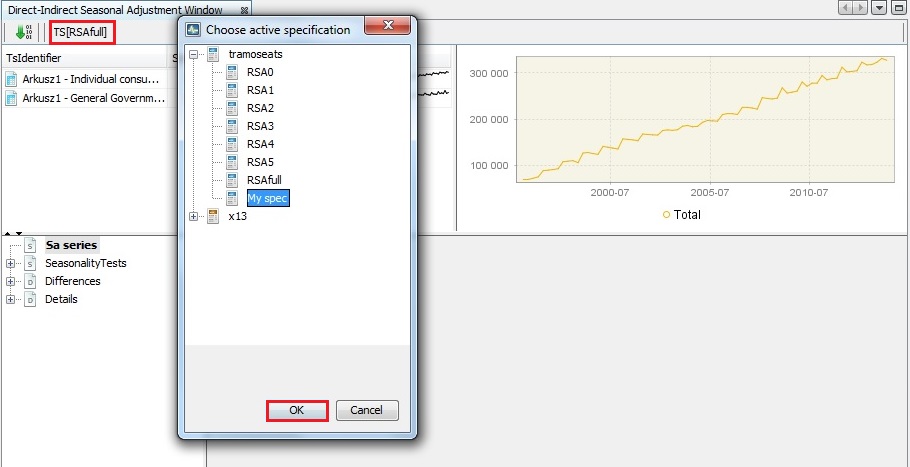 Direct-Indirect Seasonal Adjustment Window
TS[RSAfull]
TsIdentifier
S
Arkusz1 - Individual consu...
Arkusz1 - General Governm...
Choose active specification
tramoseats
RSA0
RSA1
RSA2
RSA3
RSA4
RSA5
RSAfull
My spec
x13
OK
Cancel
300 000
200 000
100 000
2000-07
2005-07
2010-07
Total
Sa series
SeasonalityTests
Differences
Details